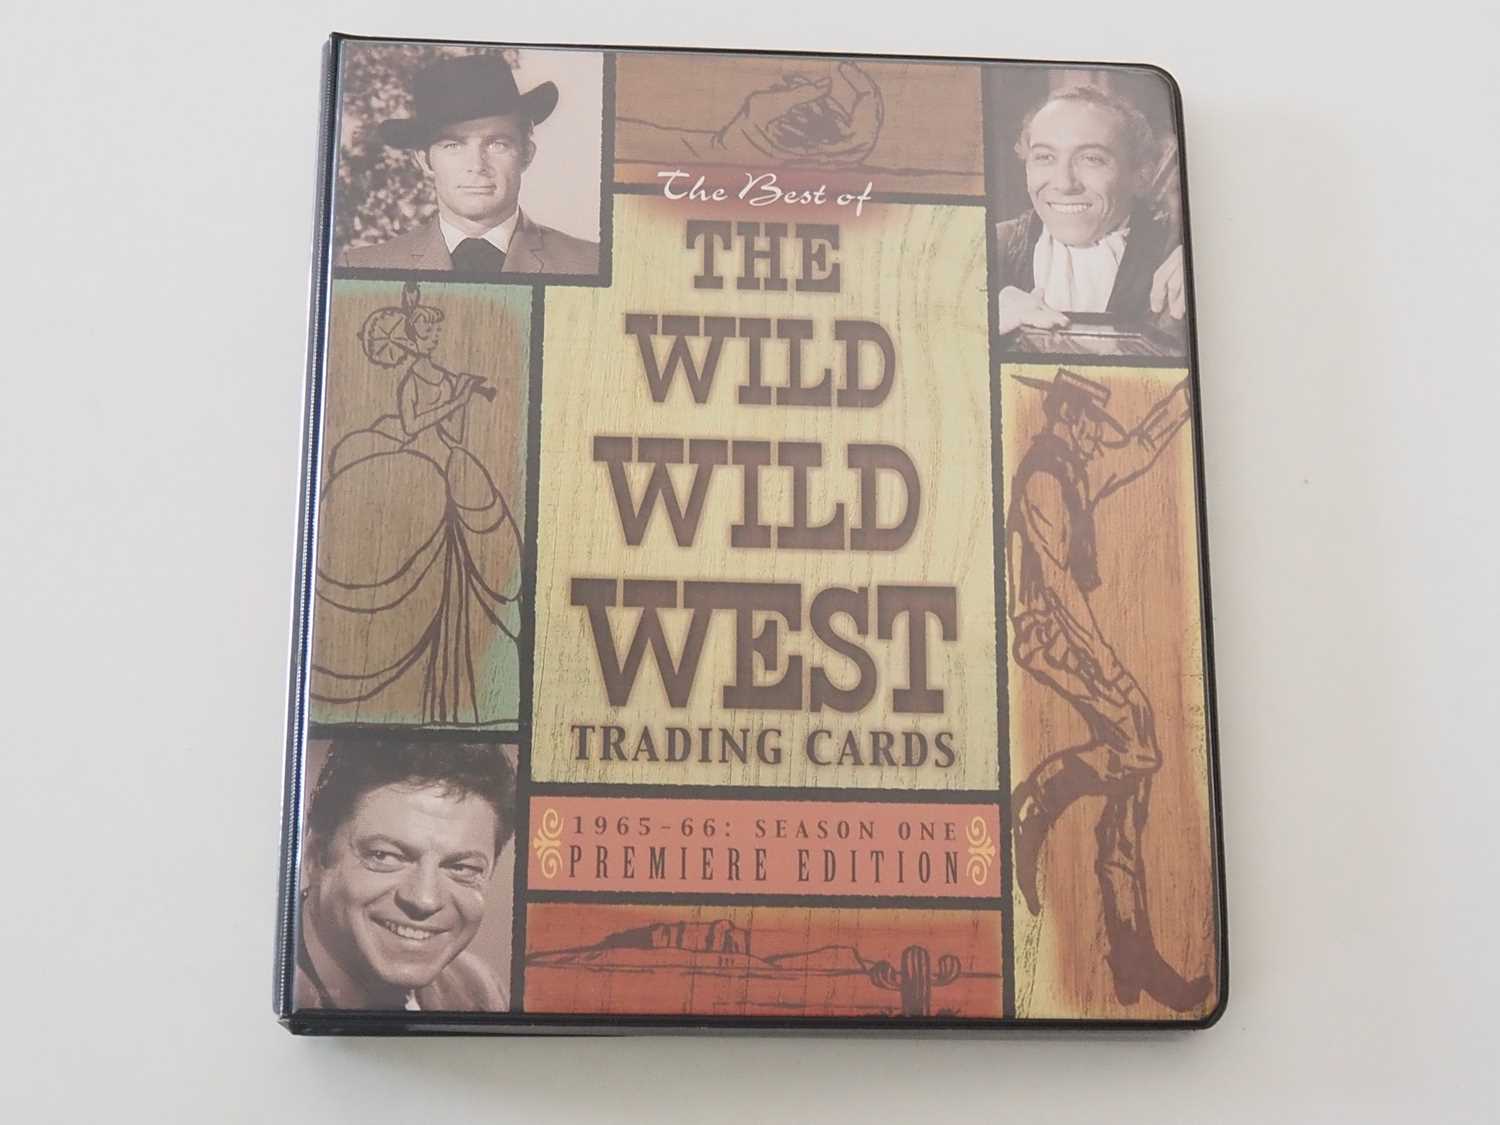 The Best of
THE
WILD
WILD
WEST
TRADING CARDS
1965-66: SEASON ONE
PREMIERE EDITION